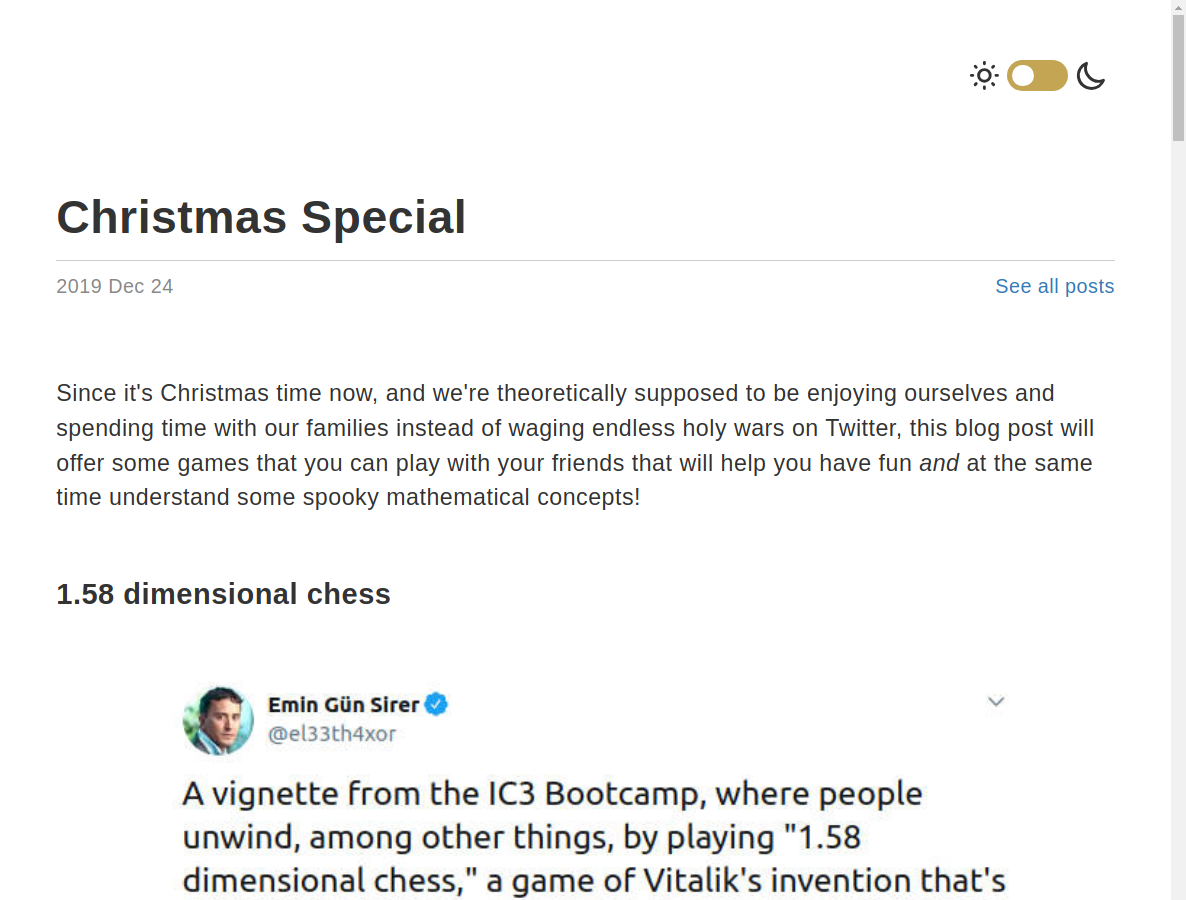 Christmas Special
2019 Dec 24
See all posts
Since it's Christmas time now, and we're theoretically supposed to be enjoying ourselves and
spending time with our families instead of waging endless holy wars on Twitter, this blog post will
offer some games that you can play with your friends that will help you have fun and at the same
time understand some spooky mathematical concepts!
1.58 dimensional chess
Emin Gün Sirer
@el33th4xor
A vignette from the IC3 Bootcamp, where people
unwind, among other things, by playing "1.58
dimensional chess," a game of Vitalik's invention that's